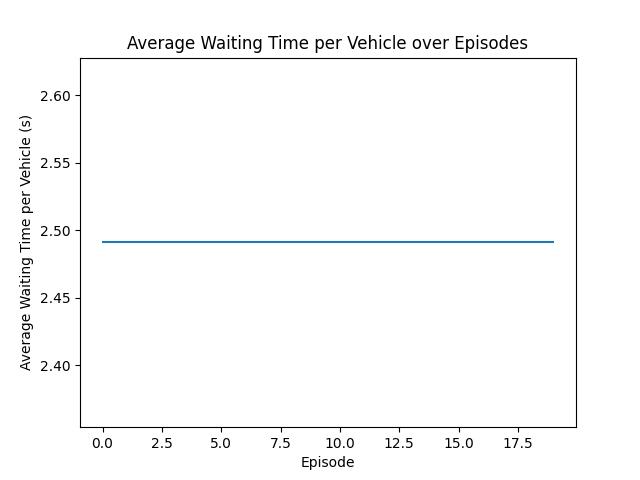 Average Waiting Time per Vehicle over Episodes
Average Waiting Time per Vehicle (s)
2.60
2.55
2.50
2.45
2.40
0.0 2.5 5.0 7.5 10.0 12.5 15.0 17.5
Episode